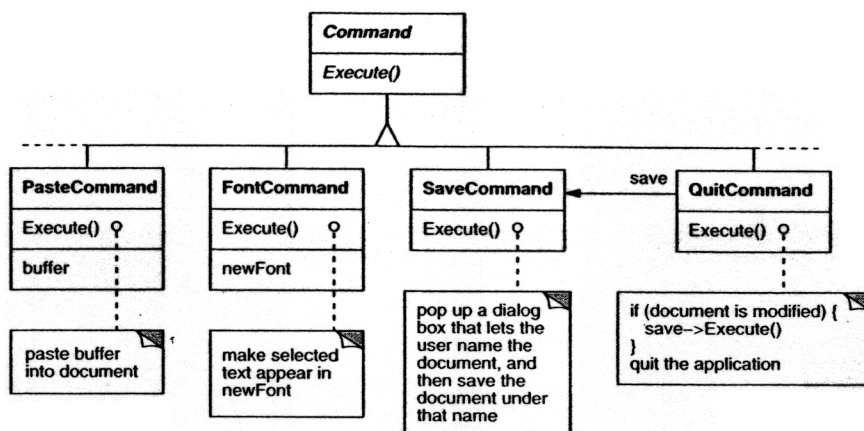 Command
Execute()
PasteCommand
Execute()
buffer
paste buffer
into document
FontCommand
Execute()
newFont
make selected
text appear in
newFont
SaveCommand
Execute()
pop up a dialog
box that lets the
user name the
document, and
then save the
document under
that name
save
QuitCommand
Execute()
if (document is modified) {
save->Execute()
}
quit the application